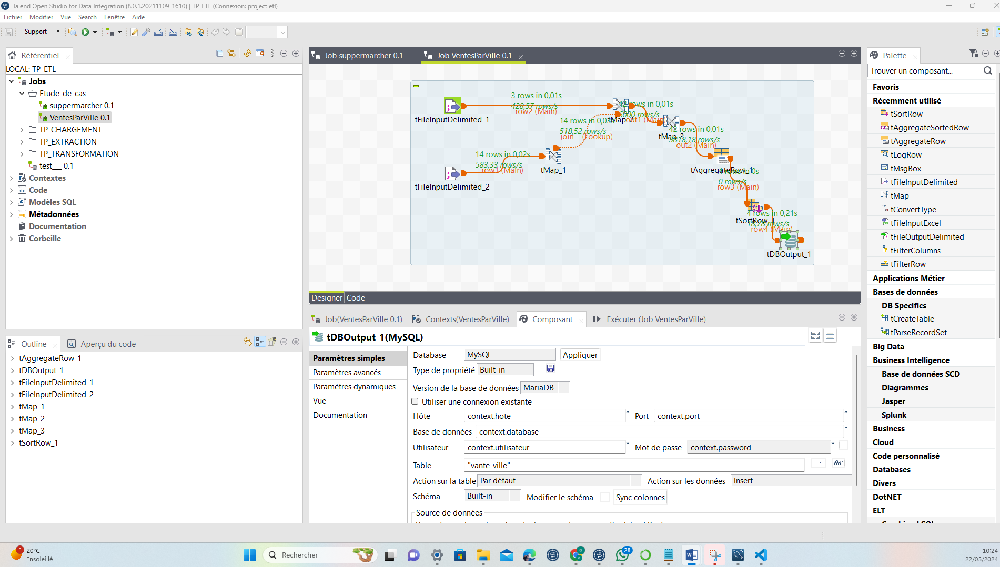 Talend Open Studio for Data Integration (8.0.1.20211109_1610) | TP_ETL (Connexion: project etl)
Fichier Modifier Vue Search Fenêtre Aide
Support
Référentiel
LOCAL: TP_ETL
Jobs
Etude_de_cas
suppermarcher 0.1
VentesParVille 0.1
TP_CHARGEMENT
TP_EXTRACTION
TP_TRANSFORMATION
test__ 0.1
Contextes
Code
Modèles SQL
Métadonnées
Documentation
Corbeille
Outline
Aperçu du code
tAggregateRow_1
tDBOutput_1
tFileInputDelimited_1
tFileInputDelimited_2
tMap_1
tMap_2
tMap_3
tSortRow_1
Job suppermarcher 0.1
Job VentesParVille 0.1
3 rows in 0,01s
428,57 rows/s
row2 (Main)
tFileInputDelimited_1
42 rows in 0,01s
6000 rows/s
out1 (Main)
tMap_2
14 rows in 0,03s
518,52 rows/s
join__ (Lookup)
42 rows in 0,01s
3818,18 rows/s
out2 (Main)
tMap_3
14 rows in 0,02s
583,33 rows/s
row1 (Main)
tMap_1
tFileInputDelimited_2
tAggregateRow_1
4 rows in 0s
0 rows/s
row3 (Main)
4 rows in 0,21s
18,78 rows/s
row4 (Main)
tSortRow_1
tDBOutput_1
Designer
Code
Job(VentesParVille 0.1)
Contexts(VentesParVille)
Composant
Exécuter (Job VentesParVille)
tDBOutput_1(MySQL)
Paramètres simples
Paramètres avancés
Paramètres dynamiques
Vue
Documentation
Database MySQL Appliquer
Type de propriété Built-in
Version de la base de données MariaDB
Utiliser une connexion existante
Hôte context.hote * Port context.port *
Base de données context.database *
Utilisateur context.utilisateur * Mot de passe context.password *
Table "vante_ville"
Action sur la table Par défaut Action sur les données Insert
Schéma Built-in Modifier le schéma Sync colonnes
Source de données
Palette
Trouver un composant...
Favoris
Récemment utilisé
tSortRow
tAggregateSortedRow
tAggregateRow
tLogRow
tMsgBox
tFileInputDelimited
tMap
tConvertType
tFileInputExcel
tFileOutputDelimited
tFilterColumns
tFilterRow
Applications Métier
Bases de données
DB Specifics
tCreateTable
tParseRecordSet
Big Data
Business Intelligence
Base de données SCD
Diagrammes
Jasper
Splunk
Business
Cloud
Code personnalisé
Databases
Divers
DotNET
ELT
1
20°C
Ensoleillé
Rechercher
28
10:24
22/05/2024